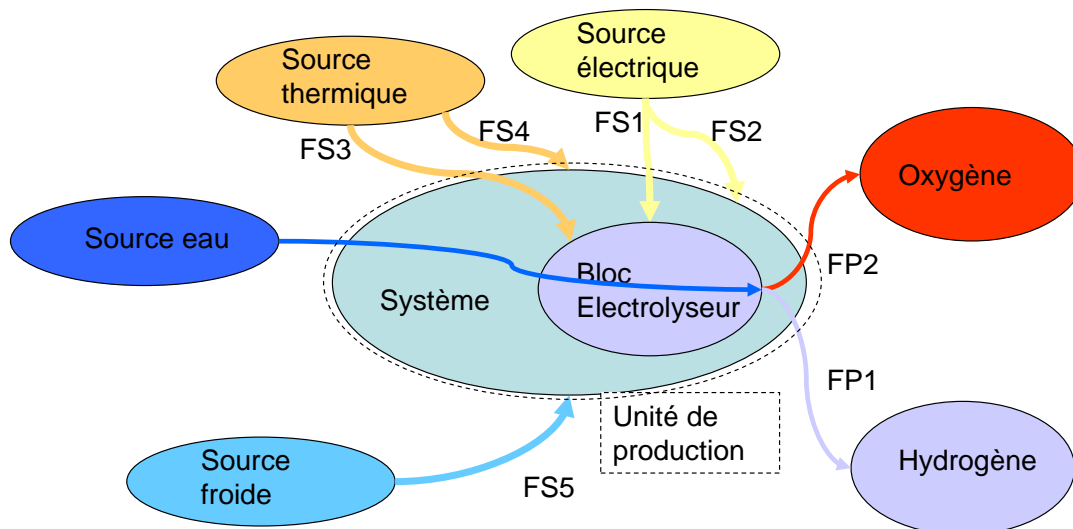 Source
thermique
Source
électrique
FS1
FS2
FS4
FS3
Oxygène
Source eau
FP2
Bloc
Electrolyseur
Système
FP1
Unité de
production
Source
froide
FS5
Hydrogène